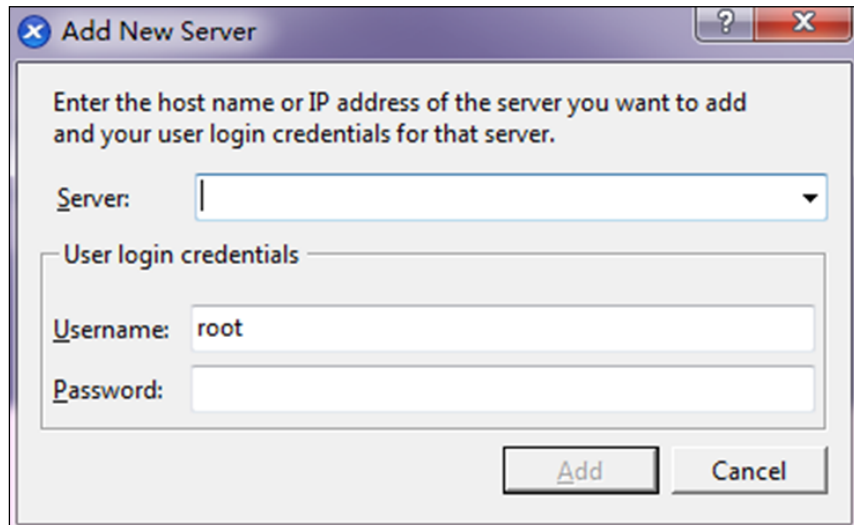 Add New Server
?
Enter the host name or IP address of the server you want to add
and your user login credentials for that server.
Server:
User login credentials
Username: root
Password:
Add Cancel